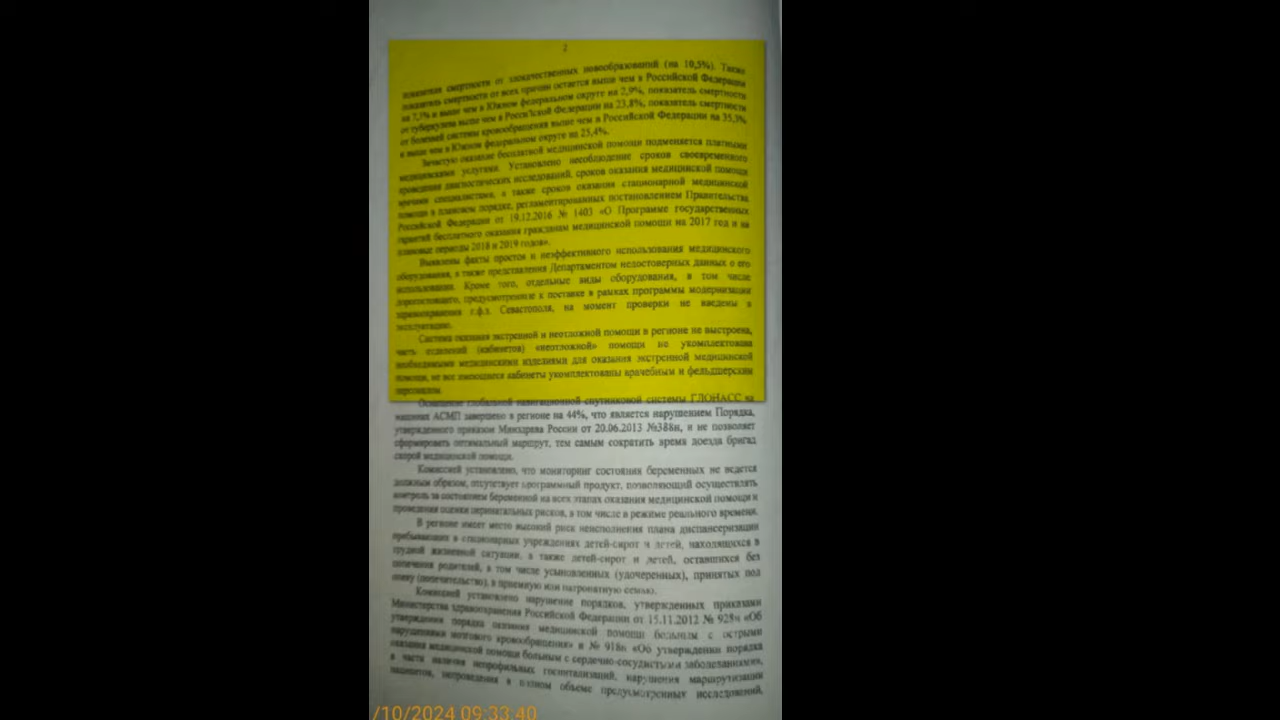 2
показателя смертности от злокачественных новообразований (на 10,5%). Также
показатель смертности от всех причин остается выше чем в Российской Федерации
на 7,3% и выше чем в Южном федеральном округе на 2,9%, показатель смертности
от туберкулеза выше чем в Российской Федерации на 23,8%, показатель смертности
от болезней системы кровообращения выше чем в Российской Федерации на 35,3%
и выше чем в Южном федеральном округе на 25,4%.
Зачастую оказание бесплатной медицинской помощи подменяется платными
медицинскими услугами. Установлено несоблюдение сроков своевременного
проведения диагностических исследований, сроков оказания медицинской помощи
врачами специалистами, а также сроков оказания стационарной медицинской
помощи в плановом порядке, регламентированных постановлением Правительства
Российской Федерации от 19.12.2016 № 1403 «О Программе государственных
гарантий бесплатного оказания гражданам медицинской помощи на 2017 год и на
плановые периоды 2018 и 2019 годов».
Выявлены факты простоя и неэффективного использования медицинского
оборудования, а также представления Департаментом недостоверных данных о его
использовании. Кроме того, отдельные виды оборудования, в том числе
дорогостоящего, предусмотренные к поставке в рамках программы модернизации
здравоохранения г.ф.з. Севастополя, на момент проверки не введены в
эксплуатацию.
Система оказания экстренной и неотложной помощи в регионе не выстроена,
часть отделений (кабинетов) «неотложной» помощи не укомплектована
необходимыми медицинскими изделиями для оказания экстренной медицинской
помощи, не все имеющиеся кабинеты укомплектованы врачебным и фельдшерским
персоналом.
Оснащение глобальной навигационной спутниковой системы ГЛОНАСС на
машинах АСМП завершено в регионе на 44%, что является нарушением Порядка,
утвержденного приказом Минздрава России от 20.06.2013 №388н, и не позволяет
сформировать оптимальный маршрут, тем самым сократить время доезда бригад
скорой медицинской помощи.
Комиссией установлено, что мониторинг состояния беременных не ведется
должным образом, отсутствует программный продукт, позволяющий осуществлять
контроль за состоянием беременной на всех этапах оказания медицинской помощи и
проведения оценки перинатальных рисков, в том числе в режиме реального времени.
В регионе имеет место высокий риск неисполнения плана диспансеризации
пребывающих в стационарных учреждениях детей-сирот и детей, находящихся в
трудной жизненной ситуации, а также детей-сирот и детей, оставшихся без
попечения родителей, в том числе усыновленных (удочеренных), принятых под
опеку (попечительство), в приемную или патронатную семью.
Комиссией установлено нарушение порядков, утвержденных приказами
Министерства здравоохранения Российской Федерации от 15.11.2012 № 928н «Об
утверждении порядка оказания медицинской помощи больным с острыми
нарушениями мозгового кровообращения» и № 918н «Об утверждении порядка
оказания медицинской помощи больным с сердечно-сосудистыми заболеваниями»,
в части наличия непрофильных госпитализаций, нарушения маршрутизации
пациентов, непроведения в полном объеме предусмотренных исследований,
/10/2024 09:33:40